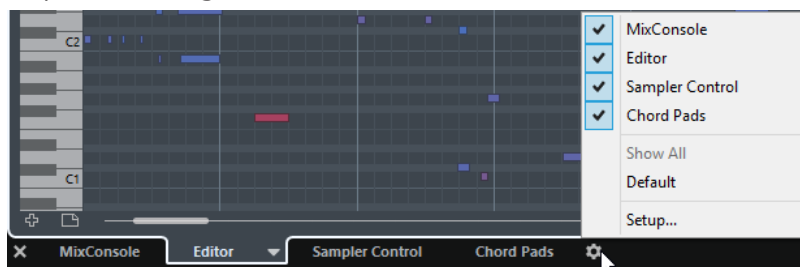 C2
C1
MixConsole
Editor
Sampler Control
Chord Pads
Show All
Default
Setup...
MixConsole Editor Sampler Control Chord Pads